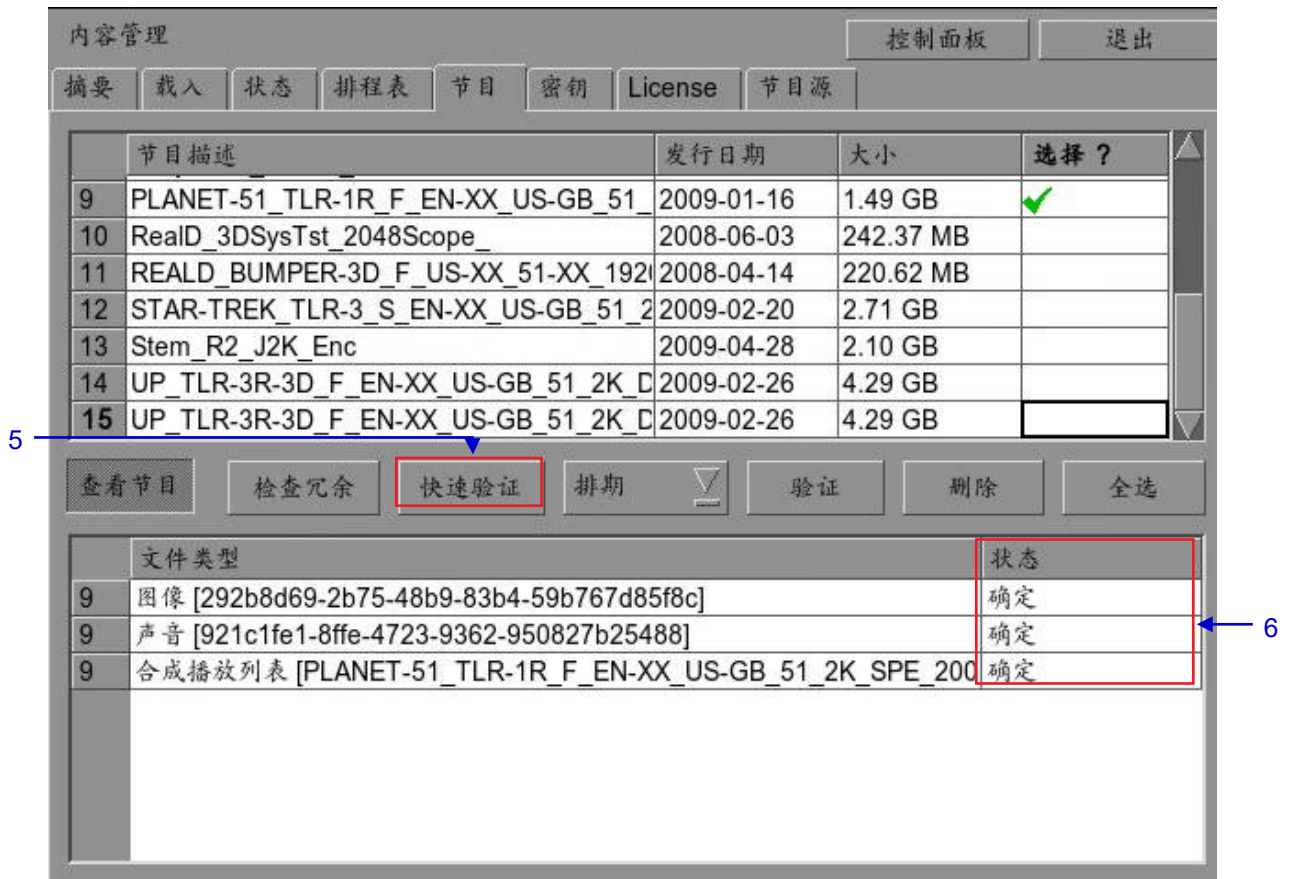 内容管理 控制面板 退出
摘要 载入 状态 排程表 节目 密钥 License 节目源
节目描述 发行日期 大小 选择？
9 PLANET-51_TLR-1R_F_EN-XX_US-GB_51_ 2009-01-16 1.49 GB
10 RealD_3DSysTst_2048Scope_ 2008-06-03 242.37 MB
11 REALD_BUMPER-3D_F_US-XX_51-XX_192 2008-04-14 220.62 MB
12 STAR-TREK_TLR-3_S_EN-XX_US-GB_51_2 2009-02-20 2.71 GB
13 Stem_R2_J2K_Enc 2009-04-28 2.10 GB
14 UP_TLR-3R-3D_F_EN-XX_US-GB_51_2K_D 2009-02-26 4.29 GB
15 UP_TLR-3R-3D_F_EN-XX_US-GB_51_2K_D 2009-02-26 4.29 GB
5
查看节目 检查冗余 快速验证 排期 验证 删除 全选
文件类型 状态
9 图像 [292b8d69-2b75-48b9-83b4-59b767d85f8c] 确定
9 声音 [921c1fe1-8ffe-4723-9362-950827b25488] 确定
6
9 合成播放列表 [PLANET-51_TLR-1R_F_EN-XX_US-GB_51_2K_SPE_200 确定